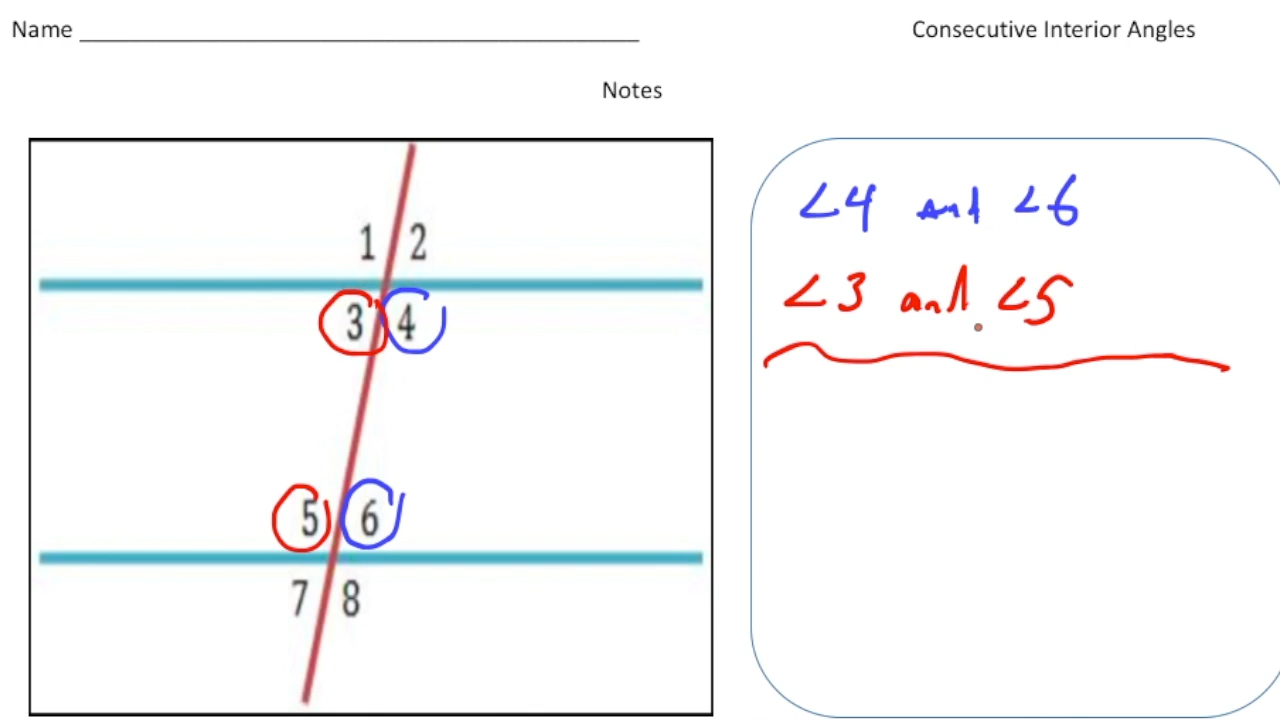 Name ________________________________________ Consecutive Interior Angles
Notes
1 2
3 4
5 6
7 8
∠4 and ∠6
∠3 and ∠5